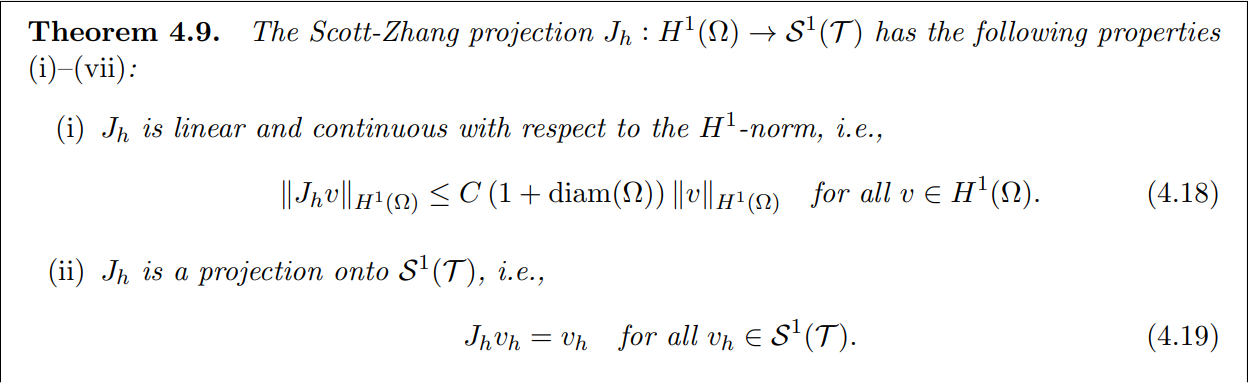 Theorem 4.9. The Scott-Zhang projection J_h : H^1(Ω) → 𝒮^1(𝒯) has the following properties
(i)–(vii):
(i) J_h is linear and continuous with respect to the H^1-norm, i.e.,
‖J_h v‖_{H^1(Ω)} ≤ C (1 + diam(Ω)) ‖v‖_{H^1(Ω)} for all v ∈ H^1(Ω). (4.18)
(ii) J_h is a projection onto 𝒮^1(𝒯), i.e.,
J_h v_h = v_h for all v_h ∈ 𝒮^1(𝒯). (4.19)